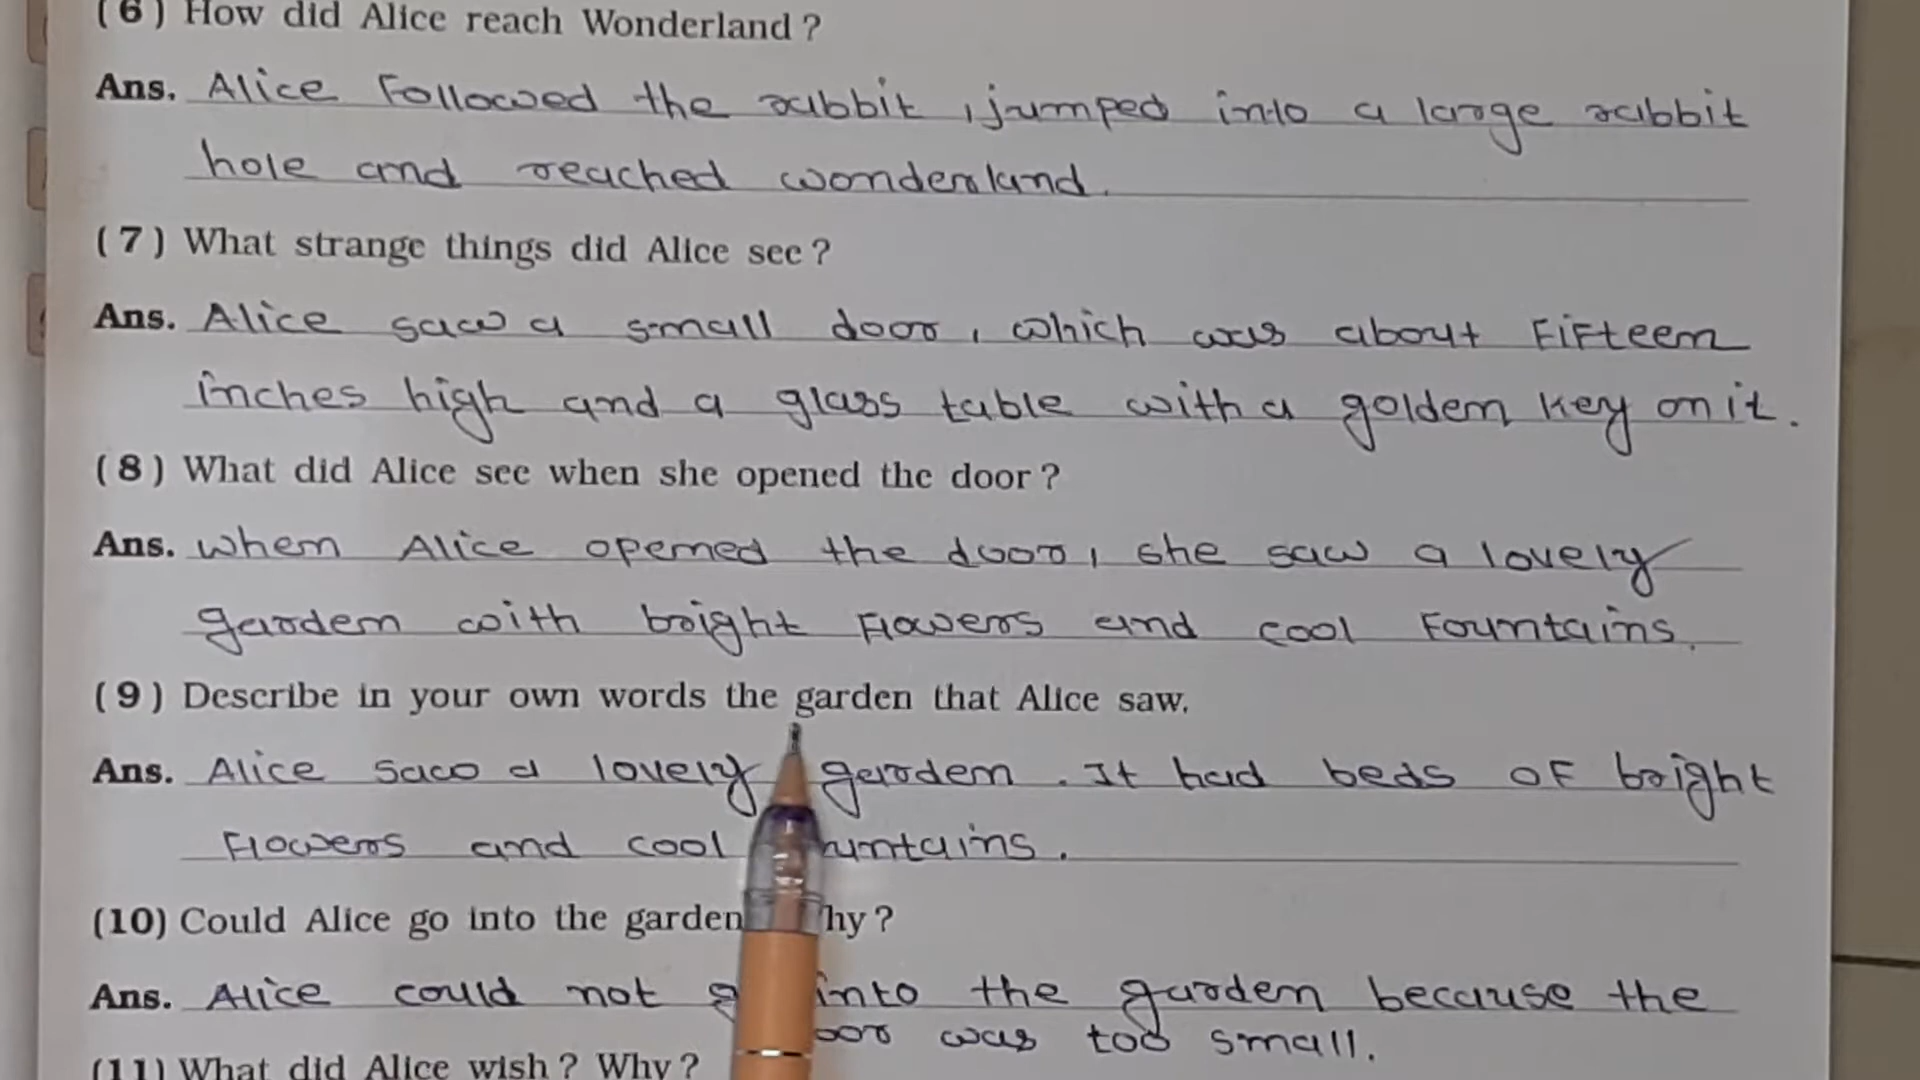 (6) How did Alice reach Wonderland?
Ans. Alice Followed the rabbit, jumped into a large rabbit
hole and reached wonderland.
(7) What strange things did Alice see?
Ans. Alice saw a small door, which was about FiFteen
inches high and a glass table with a golden key on it.
(8) What did Alice see when she opened the door?
Ans. when Alice opened the door, she saw a lovely
garden with bright Flowers and cool Fountains.
(9) Describe in your own words the garden that Alice saw.
Ans. Alice saw a lovely garden. It had beds oF bright
Flowers and cool untains.
(10) Could Alice go into the garden hy?
Ans. Alice could not g into the garden because the
oor was too small.
(11) What did Alice wish? Why?